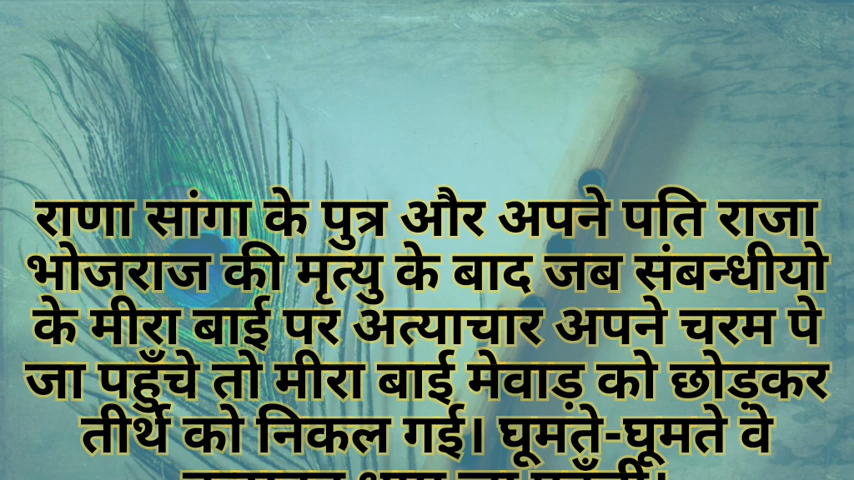 राणा सांगा के पुत्र और अपने पति राजा
भोजराज की मृत्यु के बाद जब संबन्धीयो
के मीरा बाई पर अत्याचार अपने चरम पे
जा पहुँचे तो मीरा बाई मेवाड़ को छोड़कर
तीर्थ को निकल गई। घूमते-घूमते वे